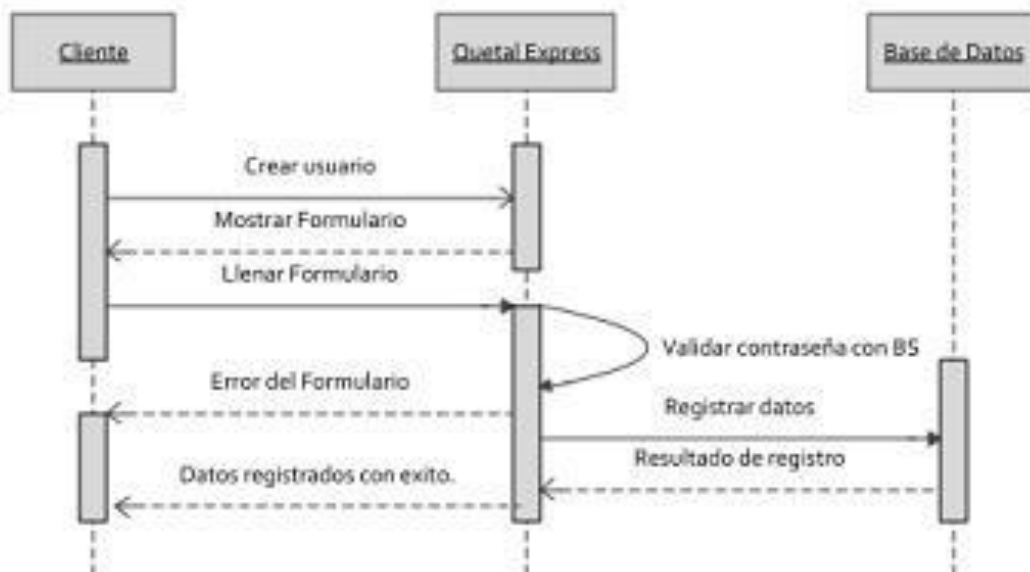 Cliente
Quetal Express
Base de Datos
Crear usuario
Mostrar Formulario
Llenar Formulario
Validar contraseña con BS
Error del Formulario
Registrar datos
Resultado de registro
Datos registrados con exito.